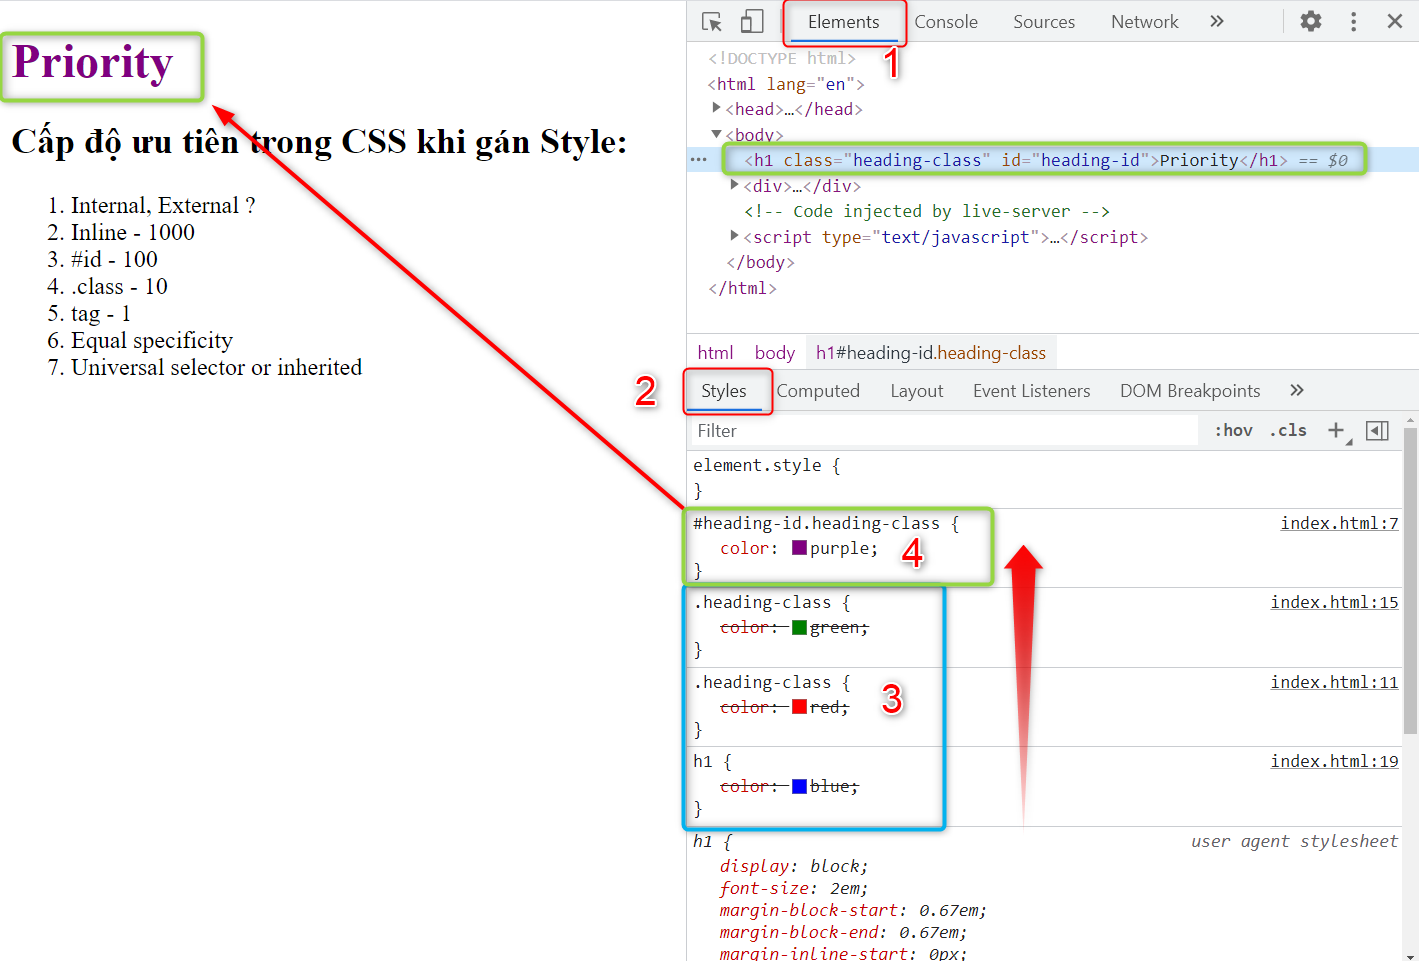 Priority
Cấp độ ưu tiên trong CSS khi gán Style:
1. Internal, External ?
2. Inline - 1000
3. #id - 100
4. .class - 10
5. tag - 1
6. Equal specificity
7. Universal selector or inherited
Elements Console Sources Network »
1
<!DOCTYPE html>
<html lang="en">
<head>…</head>
<body>
··· <h1 class="heading-class" id="heading-id">Priority</h1> == $0
<div>…</div>
<!-- Code injected by live-server -->
<script type="text/javascript">…</script>
</body>
</html>
html body h1#heading-id.heading-class
2
Styles Computed Layout Event Listeners DOM Breakpoints »
Filter :hov .cls +
element.style {
}
#heading-id.heading-class { index.html:7
color: purple;
4
}
.heading-class { index.html:15
color: green;
}
.heading-class { index.html:11
3
color: red;
}
h1 { index.html:19
color: blue;
}
h1 { user agent stylesheet
display: block;
font-size: 2em;
margin-block-start: 0.67em;
margin-block-end: 0.67em;
margin-inline-start: 0px;